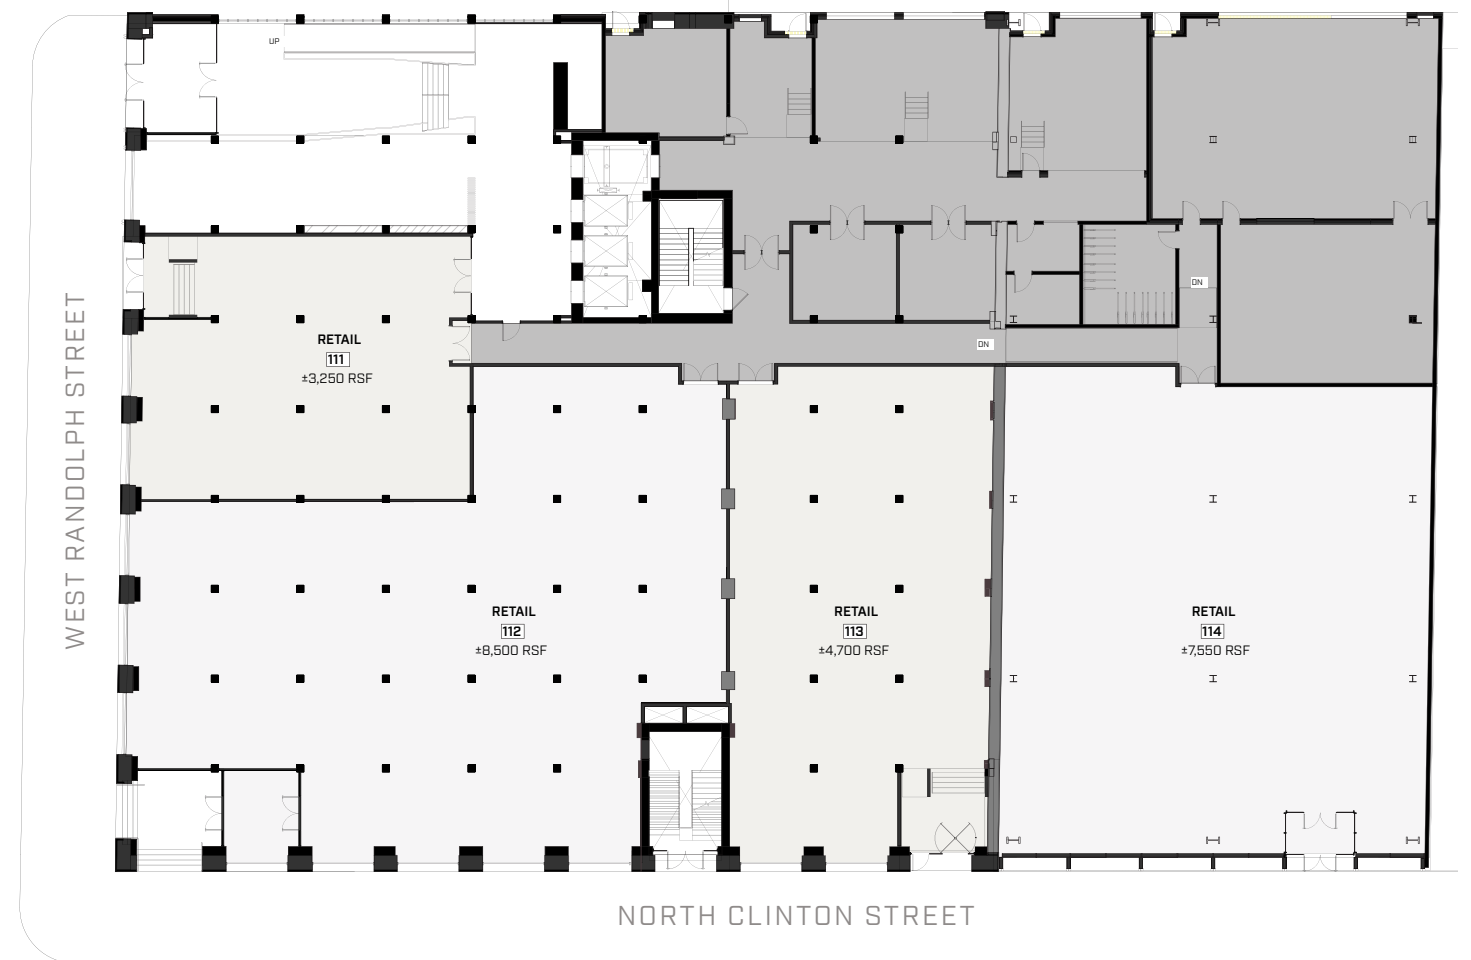 UP
DN
DN
WEST RANDOLPH STREET
RETAIL
111
±3,250 RSF
RETAIL
112
±8,500 RSF
RETAIL
113
±4,700 RSF
RETAIL
114
±7,550 RSF
NORTH CLINTON STREET